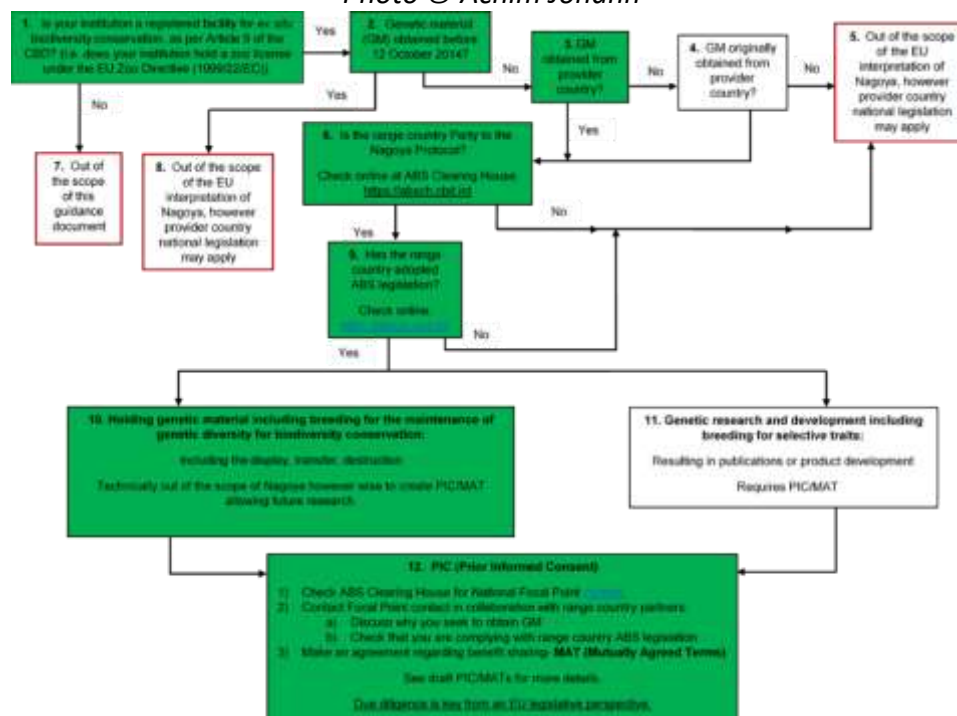 Photo © Achim Johann
1. Is your institution a registered facility for ex situ
biodiversity conservation, as per Article 9 of the
CBD? (i.e. does your institution hold a zoo license
under the EU Zoo Directive (1999/22/EC))
Yes
2. Genetic material
(GM) obtained before
12 October 2014?
No
3. GM
obtained from
provider
country?
No
4. GM originally
obtained from
provider
country?
No
5. Out of the scope
of the EU
interpretation of
Nagoya, however
provider country
national legislation
may apply
No
Yes
Yes
6. Is the range country Party to the
Nagoya Protocol?
Check online at ABS Clearing House
https://absch.cbd.int
7. Out of
the scope
of this
guidance
document
8. Out of the scope
of the EU
interpretation of
Nagoya, however
provider country
national legislation
may apply
No
Yes
9. Has the range
country adopted
ABS legislation?
Check online
No
Yes
10. Holding genetic material including breeding for the maintenance of
genetic diversity for biodiversity conservation:
Including the display, transfer, destruction
Technically out of the scope of Nagoya however wise to create PIC/MAT
allowing future research
11. Genetic research and development including
breeding for selective traits:
Resulting in publications or product development
Requires PIC/MAT
12. PIC (Prior Informed Consent)
1) Check ABS Clearing House for National Focal Point
2) Contact Focal Point contact in collaboration with range country partners
a) Discuss why you seek to obtain GM
b) Check that you are complying with range country ABS legislation
3) Make an agreement regarding benefit sharing- MAT (Mutually Agreed Terms)
See draft PIC/MATs for more details.
Due diligence is key from an EU legislative perspective.